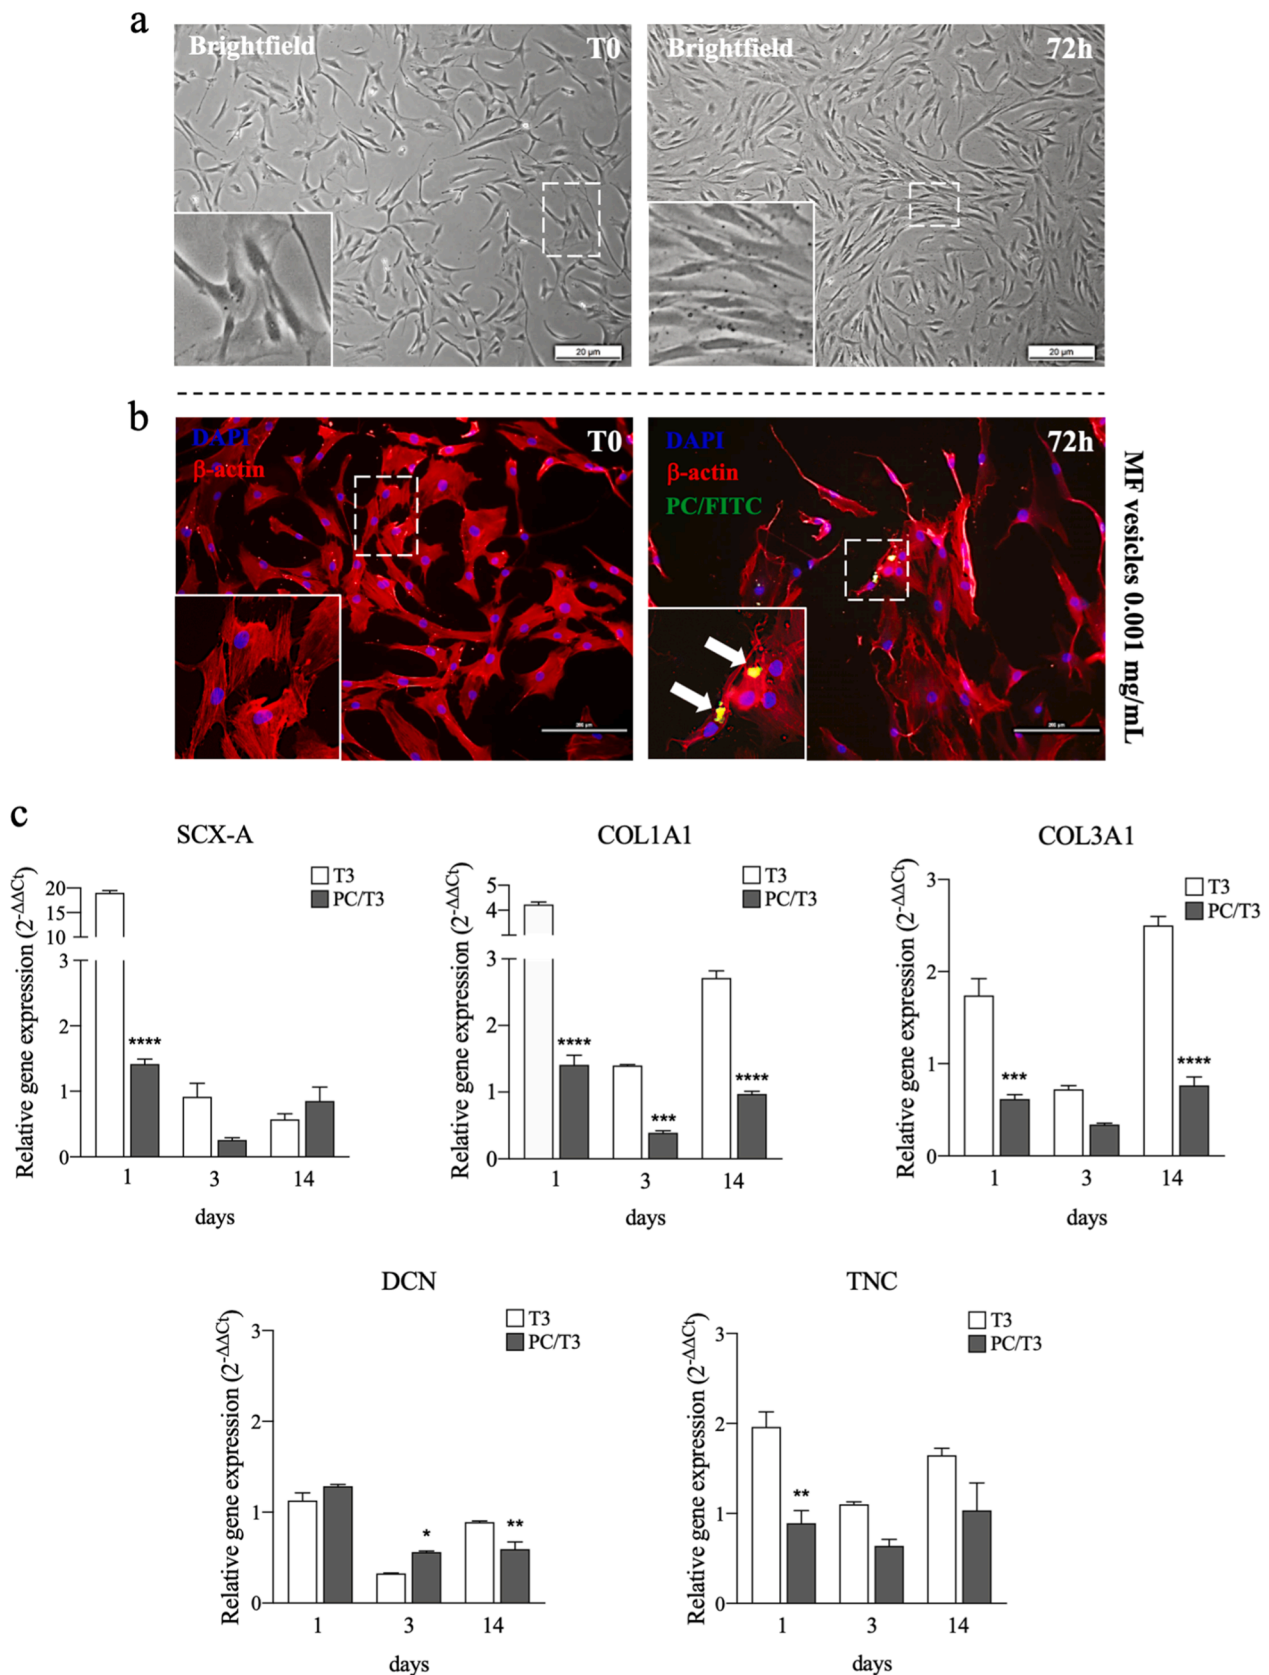 a
Brightfield T0
20 µm
Brightfield 72h
20 µm
b
DAPI T0
β-actin
DAPI 72h
β-actin
PC/FITC
MF vesicles 0.001 mg/mL
c
SCX-A
Relative gene expression (2^-ΔΔCt)
20
15
10
3
2
1
0
T3
PC/T3
****
1 3 14
days
COL1A1
Relative gene expression (2^-ΔΔCt)
5
4
3
2
1
0
T3
PC/T3
****
***
****
1 3 14
days
COL3A1
Relative gene expression (2^-ΔΔCt)
3
2
1
0
T3
PC/T3
***
****
1 3 14
days
DCN
Relative gene expression (2^-ΔΔCt)
3
2
1
0
T3
PC/T3
*
**
1 3 14
days
TNC
Relative gene expression (2^-ΔΔCt)
3
2
1
0
T3
PC/T3
**
1 3 14
days